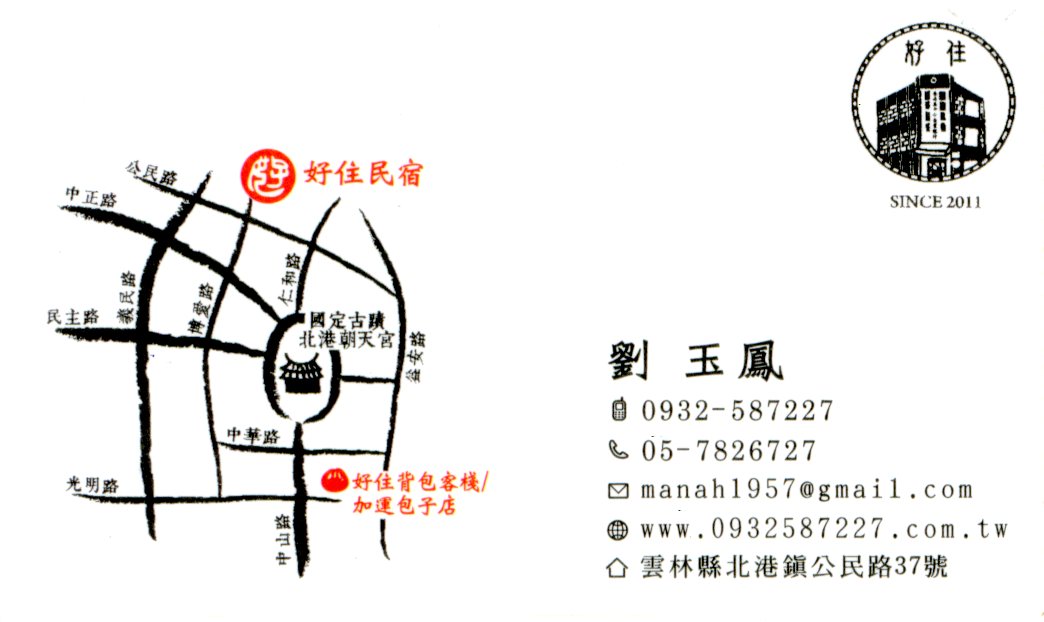 好住
SINCE 2011
好住民宿
公民路
中正路
義民路
博愛路
仁和路
民主路
國定古蹟
北港朝天宮
益安路
中華路
光明路
中山路
好住背包客棧/
加運包子店
劉 玉鳳
0932-587227
05-7826727
manah1957@gmail.com
www.0932587227.com.tw
雲林縣北港鎮公民路37號